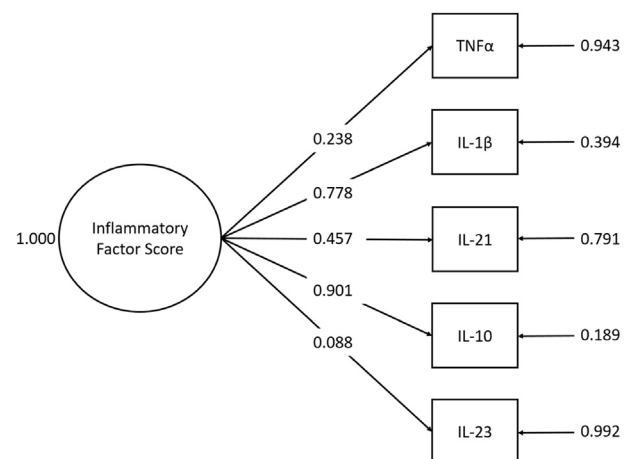 TNFα
0.943
0.238
IL-1β
0.394
0.778
1.000
Inflammatory
Factor Score
0.457
IL-21
0.791
0.901
IL-10
0.189
0.088
IL-23
0.992